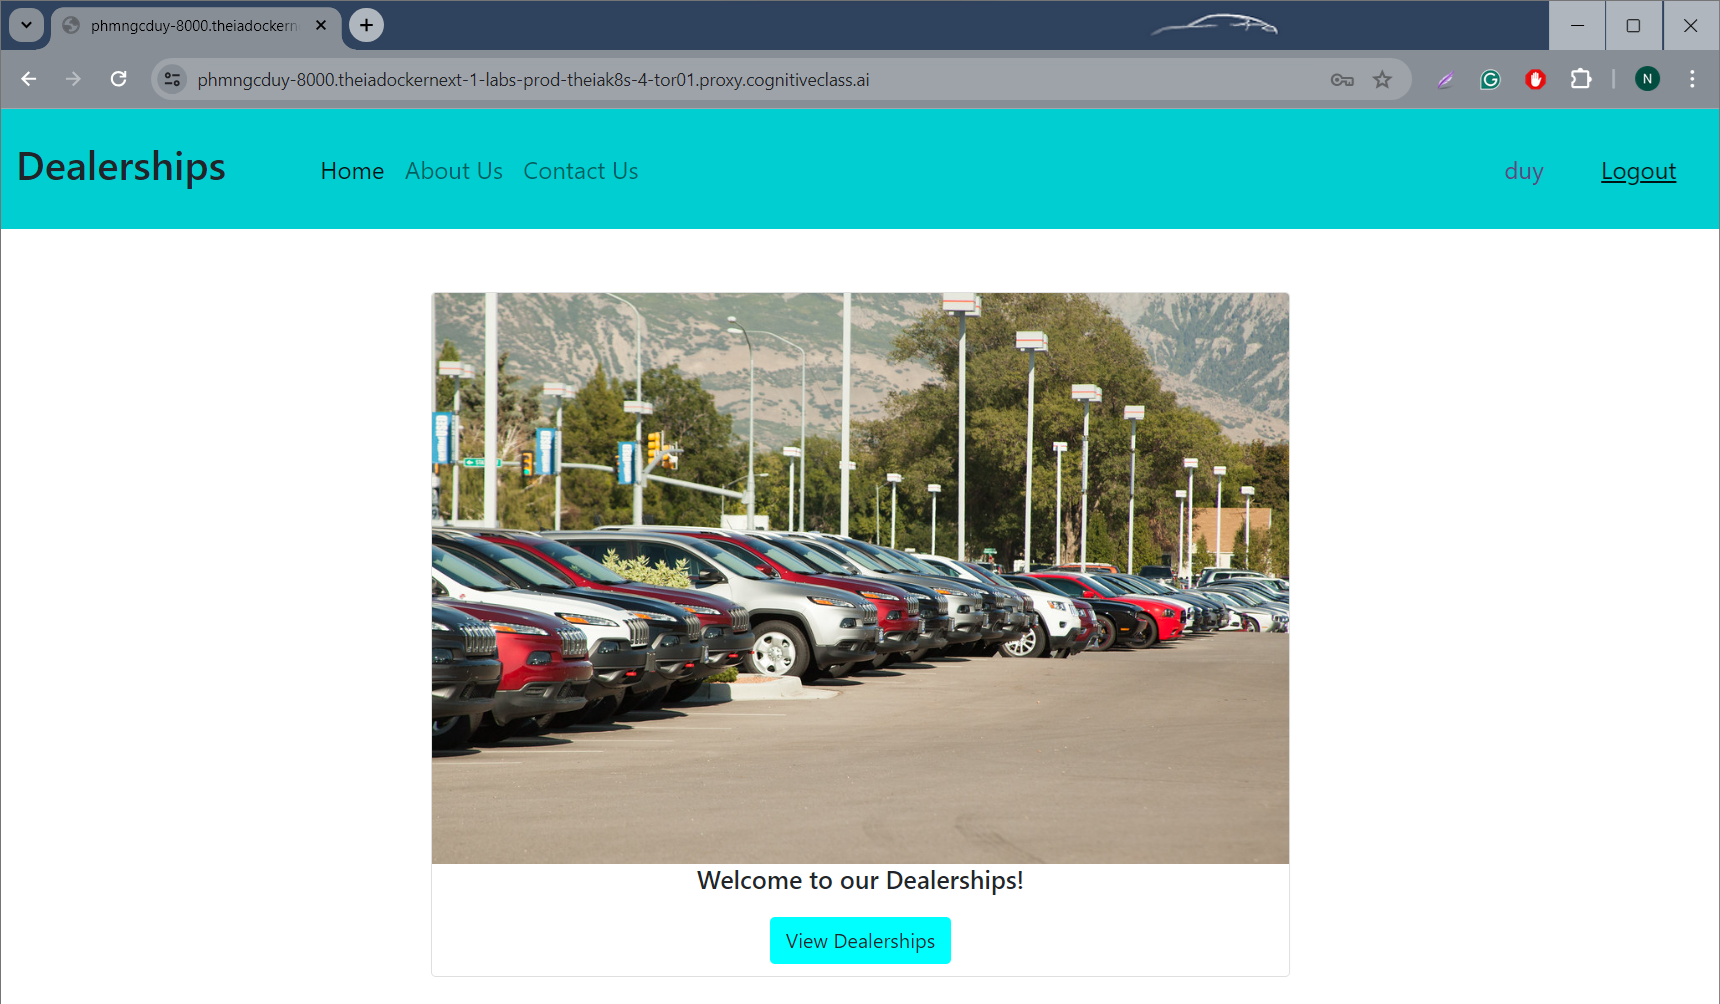 phmngcduy-8000.theiadockern
phmngcduy-8000.theiadockernext-1-labs-prod-theiak8s-4-tor01.proxy.cognitiveclass.ai
N
Dealerships
Home
About Us
Contact Us
duy
Logout
Welcome to our Dealerships!
View Dealerships